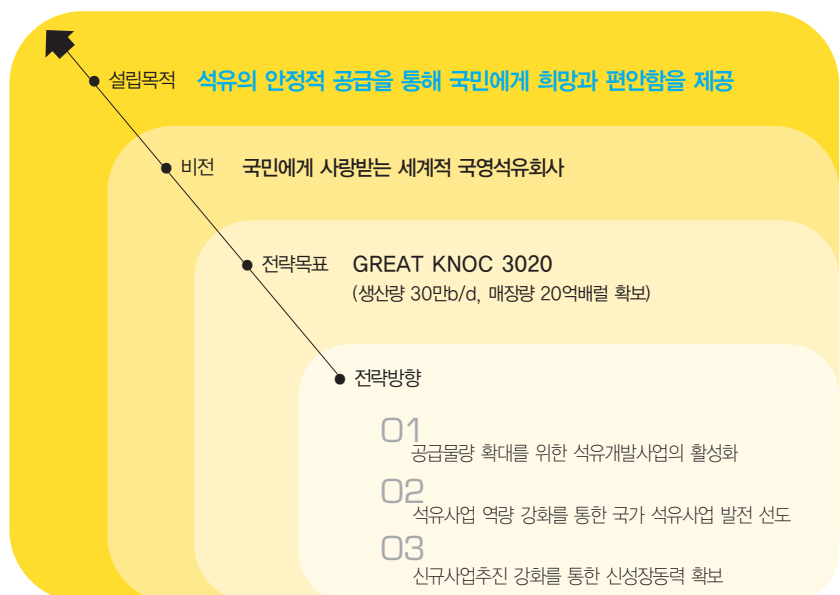 설립목적 석유의 안정적 공급을 통해 국민에게 희망과 편안함을 제공
비전 국민에게 사랑받는 세계적 국영석유회사
전략목표 GREAT KNOC 3020
(생산량 30만b/d, 매장량 20억배럴 확보)
전략방향
01
공급물량 확대를 위한 석유개발사업의 활성화
02
석유사업 역량 강화를 통한 국가 석유사업 발전 선도
03
신규사업추진 강화를 통한 신성장동력 확보